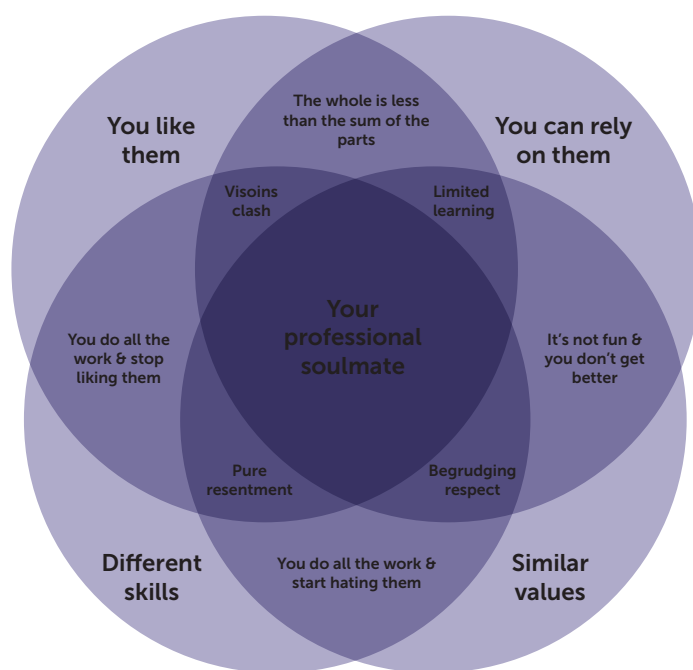 The whole is less
than the sum of the
parts
You like
them
You can rely
on them
Visoins
clash
Limited
learning
Your
professional
soulmate
You do all the
work & stop
liking them
It's not fun &
you don't get
better
Pure
resentment
Begrudging
respect
Different
skills
You do all the work &
start hating them
Similar
values